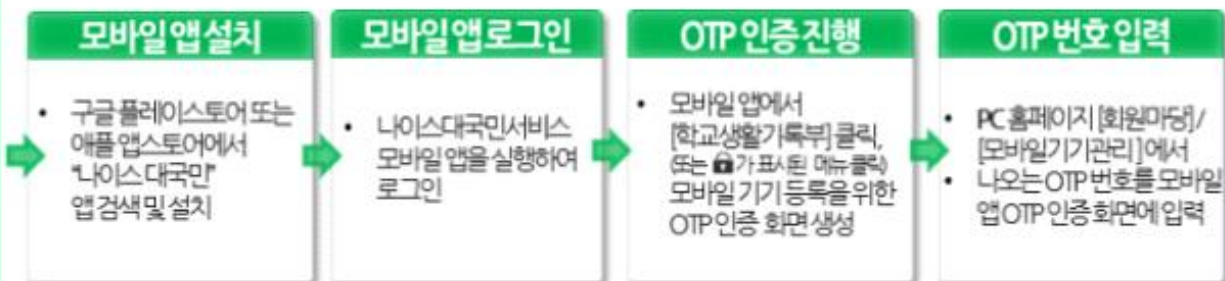 모바일 앱 설치
• 구글 플레이스토어 또는
애플 앱스토어에서
"나이스 대국민"
앱 검색 및 설치
모바일 앱 로그인
• 나이스대국민서비스
모바일 앱을 실행하여
로그인
OTP 인증 진행
• 모바일 앱에서
[학교생활기록부] 클릭,
(또는 🔒가 표시된 메뉴 클릭)
모바일 기기 등록을 위한
OTP 인증 화면 생성
OTP 번호 입력
• PC 홈페이지 [회원마당] /
[모바일기기관리]에서
• 나오는 OTP 번호를 모바일
앱 OTP 인증 화면에 입력